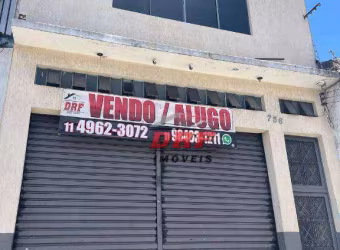 DRF VENDO / ALUGO
11 4962-3072
756
DRF
IMÓVEIS